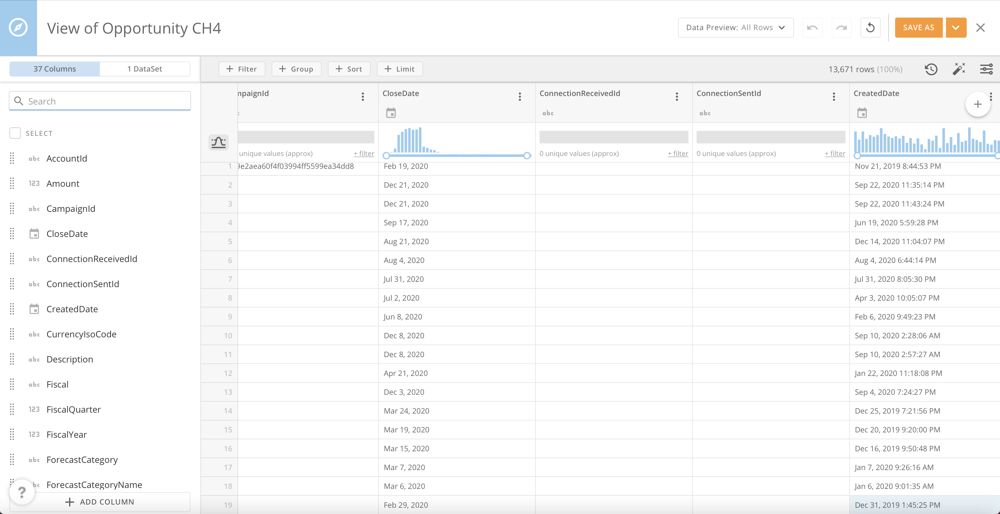 View of Opportunity CH4
Data Preview: All Rows
SAVE AS
37 Columns
1 DataSet
+ Filter
+ Group
+ Sort
+ Limit
13,671 rows (100%)
Search
SELECT
abc AccountId
123 Amount
abc CampaignId
CloseDate
abc ConnectionReceivedId
abc ConnectionSentId
CreatedDate
abc CurrencyIsoCode
abc Description
abc Fiscal
123 FiscalQuarter
123 FiscalYear
abc ForecastCategory
bc ForecastCategoryName
?
+ ADD COLUMN
mpaignId CloseDate ConnectionReceivedId ConnectionSentId CreatedDate
abc abc
+
unique values (approx) + filter 0 unique values (approx) + filter 0 unique values (approx) + filter
1 9e2aea60f4f03994ff5599ea34dd8 Feb 19, 2020 Nov 21, 2019 8:44:53 PM
2 Dec 21, 2020 Sep 22, 2020 11:35:14 PM
3 Dec 21, 2020 Sep 22, 2020 11:43:24 PM
4 Sep 17, 2020 Jun 19, 2020 5:59:28 PM
5 Aug 21, 2020 Dec 14, 2020 11:04:07 PM
6 Aug 4, 2020 Aug 4, 2020 6:44:14 PM
7 Jul 31, 2020 Jul 31, 2020 8:05:30 PM
8 Jul 2, 2020 Apr 3, 2020 10:05:07 PM
9 Jun 8, 2020 Feb 6, 2020 9:49:23 PM
10 Dec 8, 2020 Sep 10, 2020 2:28:06 AM
11 Dec 8, 2020 Sep 10, 2020 2:57:27 AM
12 Apr 21, 2020 Jan 22, 2020 11:18:08 PM
13 Dec 3, 2020 Sep 4, 2020 7:24:27 PM
14 Mar 24, 2020 Dec 25, 2019 7:21:56 PM
15 Mar 19, 2020 Dec 20, 2019 9:20:00 PM
16 Mar 15, 2020 Dec 16, 2019 9:50:48 PM
17 Mar 7, 2020 Jan 7, 2020 9:26:16 AM
18 Mar 6, 2020 Jan 6, 2020 9:01:35 AM
19 Feb 29, 2020 Dec 31, 2019 1:45:25 PM